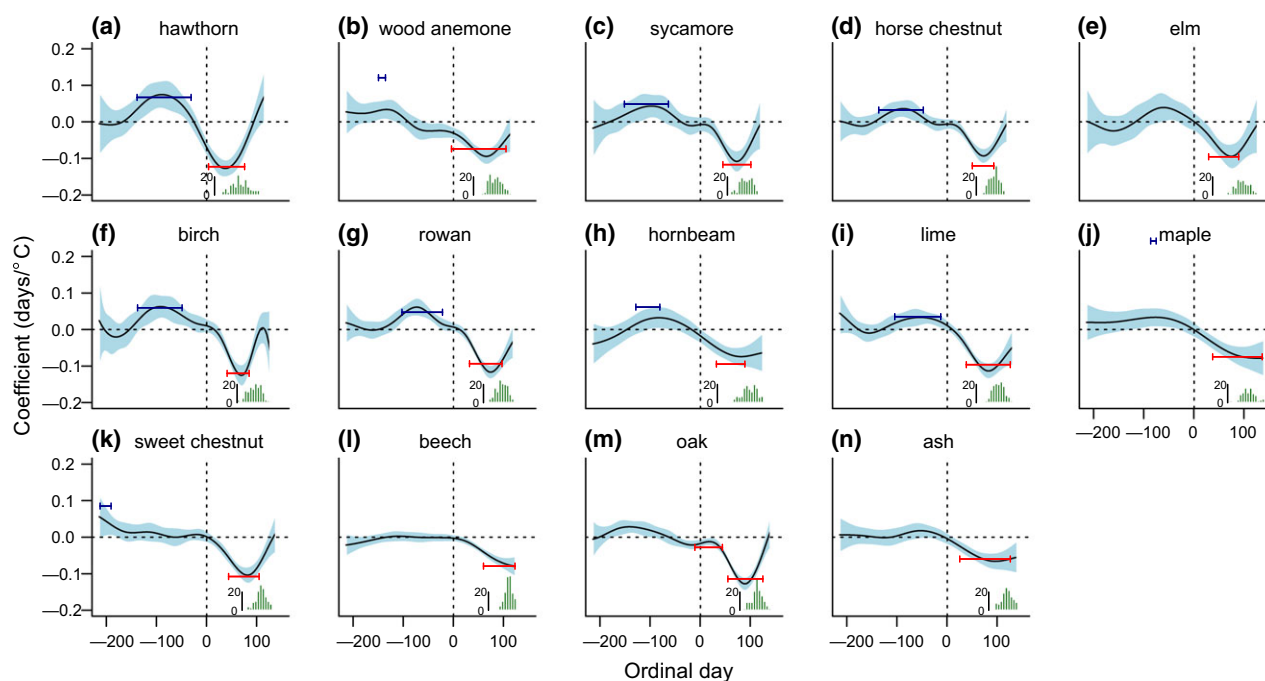 (a) hawthorn
(b) wood anemone
(c) sycamore
(d) horse chestnut
(e) elm
0.2
0.1
0.0
—0.1
—0.2
20
0
20
0
20
0
20
0
20
0
(f) birch
(g) rowan
(h) hornbeam
(i) lime
(j) maple
0.2
0.1
0.0
—0.1
—0.2
20
0
20
0
20
0
20
0
20
0
—200 —100 0 100
(k) sweet chestnut
(l) beech
(m) oak
(n) ash
0.2
0.1
0.0
—0.1
—0.2
20
0
20
0
20
0
20
0
—200 —100 0 100
—200 —100 0 100
—200 —100 0 100
—200 —100 0 100
Coefficient (days/°C)
Ordinal day